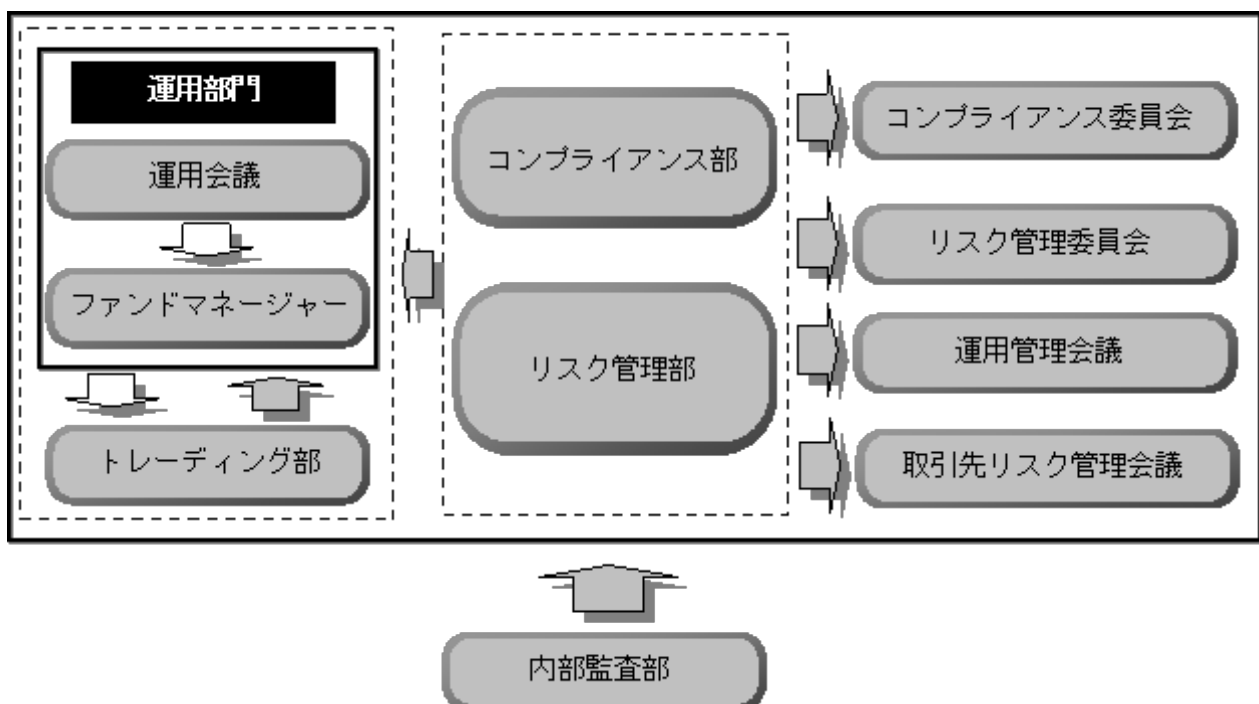 運用部門
運用会議
ファンドマネージャー
トレーディング部
コンプライアンス部
リスク管理部
コンプライアンス委員会
リスク管理委員会
運用管理会議
取引先リスク管理会議
内部監査部